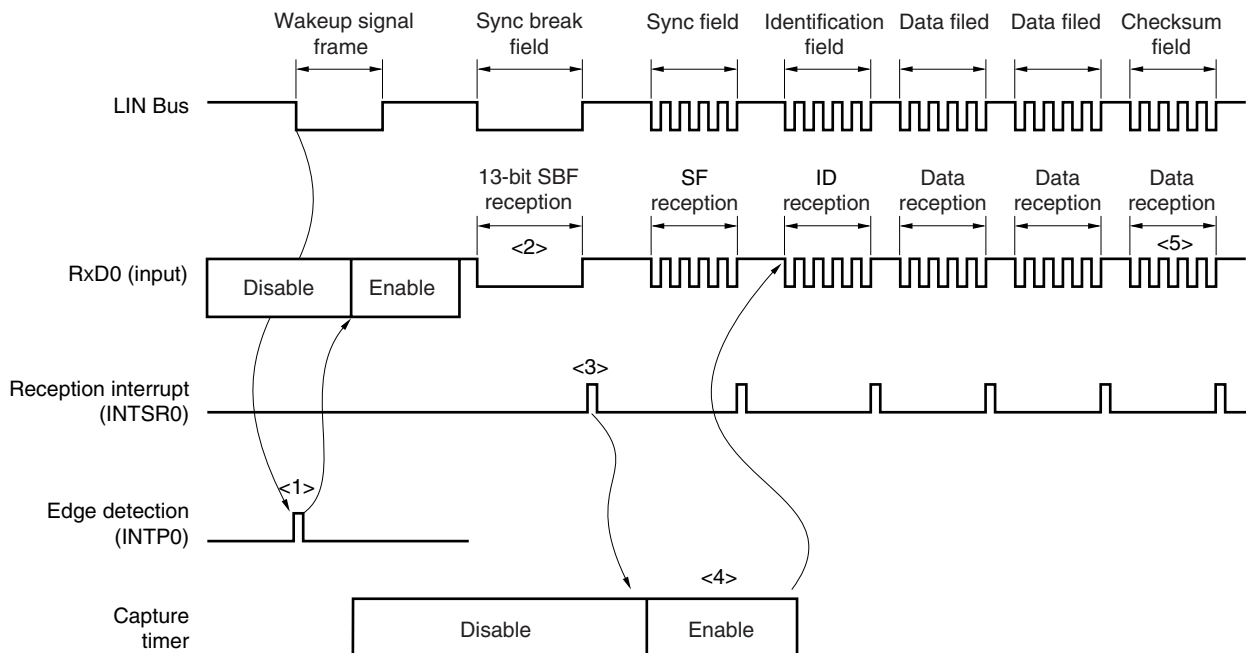 Wakeup signal
frame
Sync break
field
Sync field
Identification
field
Data filed
Data filed
Checksum
field
LIN Bus
13-bit SBF
reception
SF
reception
ID
reception
Data
reception
Data
reception
Data
reception
<2>
<5>
RxD0 (input)
Disable
Enable
<3>
Reception interrupt
(INTSR0)
<1>
Edge detection
(INTP0)
<4>
Capture
timer
Disable
Enable